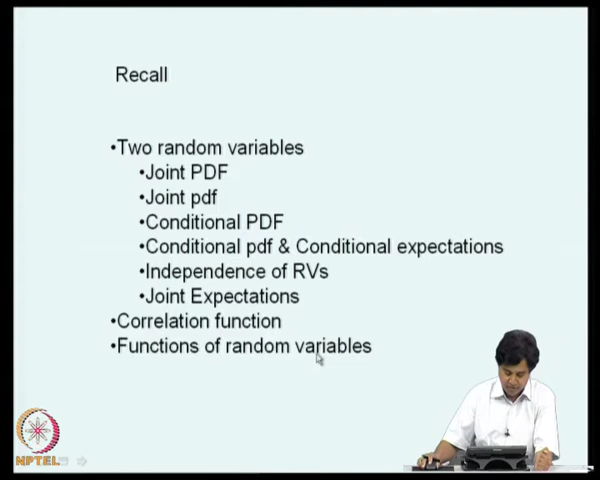 Recall
•Two random variables
•Joint PDF
•Joint pdf
•Conditional PDF
•Conditional pdf & Conditional expectations
•Independence of RVs
•Joint Expectations
•Correlation function
•Functions of random variables
NPTEL